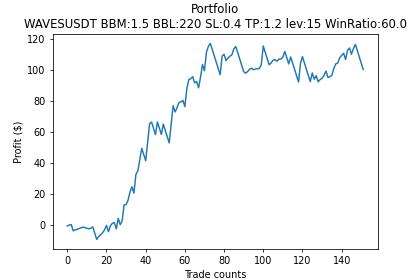 Portfolio
WAVESUSDT BBM:1.5 BBL:220 SL:0.4 TP:1.2 lev:15 WinRatio:60.0
120
100
80
60
40
20
0
Profit ($)
0 20 40 60 80 100 120 140
Trade counts